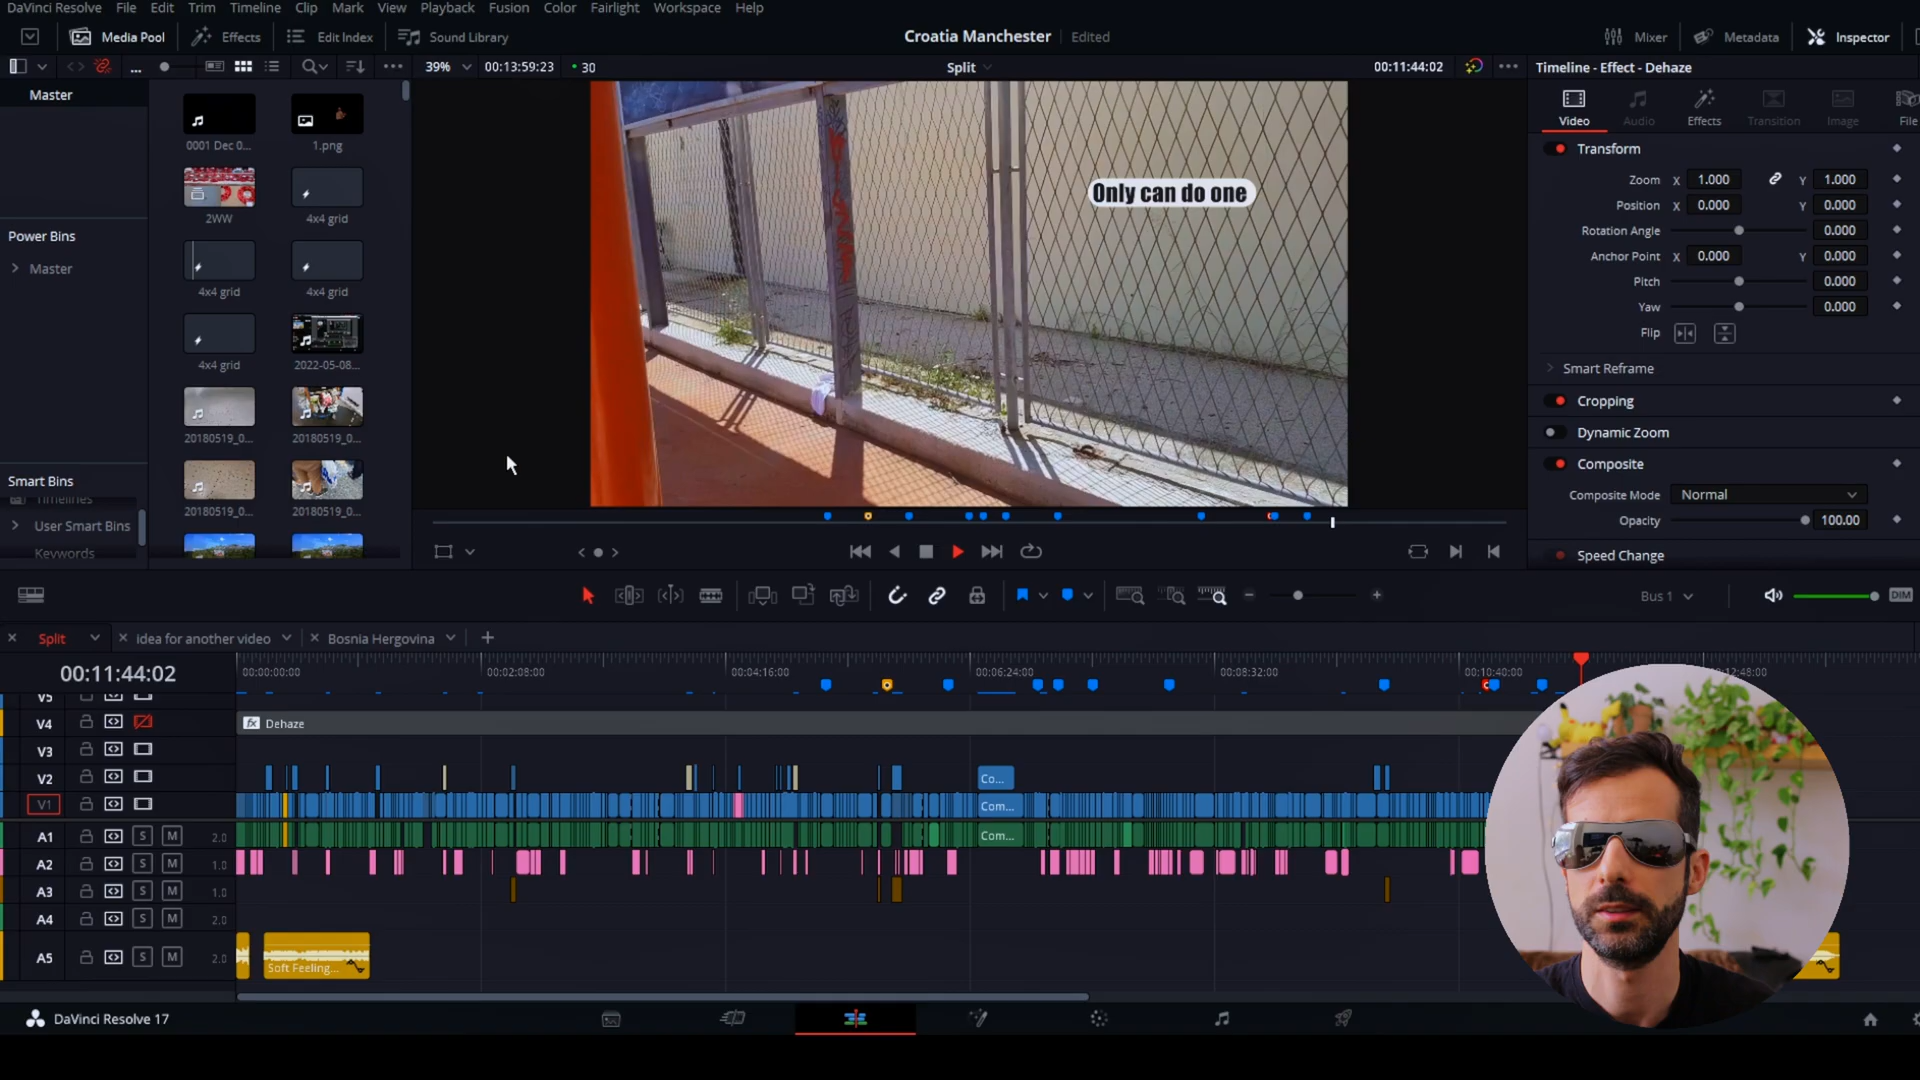 DaVinci Resolve File Edit Trim Timeline Clip Mark View Playback Fusion Color Fairlight Workspace Help
Media Pool Effects Edit Index Sound Library Croatia Manchester Edited Mixer Metadata Inspector
39% 00:13:59:23 30 Split 00:11:44:02 Timeline - Effect - Dehaze
Master
Video Audio Effects Transition Image File
0001 Dec 0... 1.png
Transform
Only can do one
Zoom X 1.000 Y 1.000
Position X 0.000 Y 0.000
2WW 4x4 grid
Rotation Angle 0.000
Power Bins
Anchor Point X 0.000 Y 0.000
Master
Pitch 0.000
4x4 grid 4x4 grid
Yaw 0.000
Flip
4x4 grid 2022-05-08...
Smart Reframe
Cropping
Dynamic Zoom
20180519_0... 20180519_0...
Composite
Smart Bins
Timelines
Composite Mode Normal
20180519_0... 20180519_0...
Opacity 100.00
User Smart Bins
Keywords
Speed Change
Bus 1 DIM
Split idea for another video Bosnia Hergovina
00:11:44:02 00:00:00:00 00:02:08:00 00:04:16:00 00:06:24:00 00:08:32:00 00:10:40:00 00:12:48:00
V5
V4 fx Dehaze
V3
V2 Co...
V1 Com...
A1 S M 2.0 Com...
A2 S M 1.0
A3 S M 1.0
A4 S M 2.0
A5 S M 2.0 Soft Feeling...
DaVinci Resolve 17